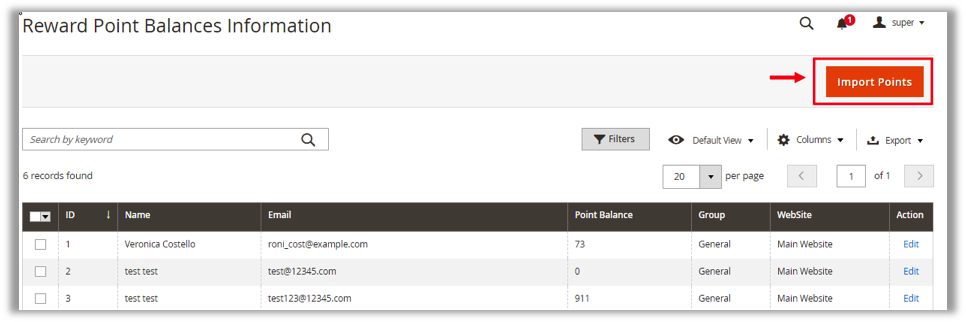 Reward Point Balances Information
1
super
Import Points
Search by keyword
Filters
Default View
Columns
Export
6 records found
20 per page 1 of 1
ID ↓ Name Email Point Balance Group WebSite Action
1 Veronica Costello roni_cost@example.com 73 General Main Website Edit
2 test test test@12345.com 0 General Main Website Edit
3 test test test123@12345.com 911 General Main Website Edit